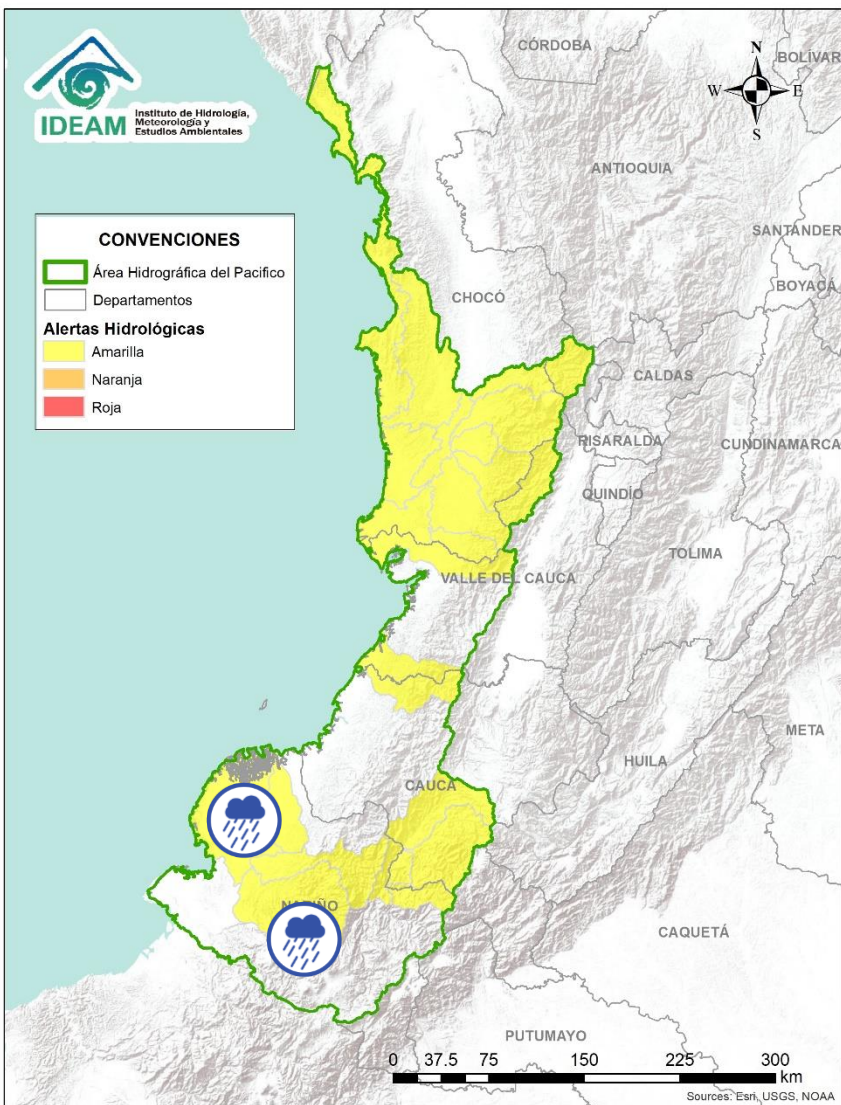 IDEAM
Instituto de Hidrología,
Meteorología y
Estudios Ambientales
CÓRDOBA
BOLÍVAR
N
W
E
S
ANTIOQUIA
SANTANDER
BOYACÁ
CONVENCIONES
Área Hidrográfica del Pacifico
Departamentos
Alertas Hidrológicas
Amarilla
Naranja
Roja
CHOCÓ
CALDAS
RISARALDA
CUNDINAMARCA
QUINDÍO
TOLIMA
VALLE DEL CAUCA
META
HUILA
CAUCA
NARIÑO
CAQUETÁ
PUTUMAYO
0 37.5 75 150 225 300
km
Sources: Esri, USGS, NOAA